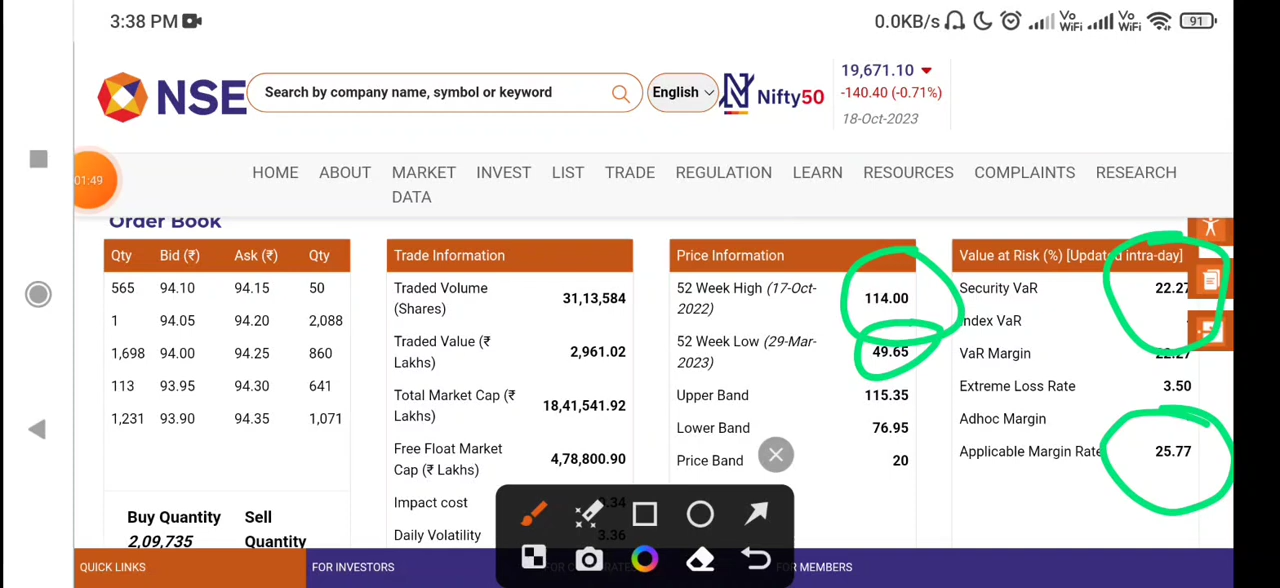 3:38 PM
0.0KB/s Vo WiFi Vo WiFi 91
NSE
Search by company name, symbol or keyword
English
Nifty50
19,671.10
-140.40 (-0.71%)
18-Oct-2023
01:49
HOME ABOUT MARKET DATA INVEST LIST TRADE REGULATION LEARN RESOURCES COMPLAINTS RESEARCH
Order Book
Qty Bid (₹) Ask (₹) Qty
565 94.10 94.15 50
1 94.05 94.20 2,088
1,698 94.00 94.25 860
113 93.95 94.30 641
1,231 93.90 94.35 1,071
Buy Quantity Sell
2,09,735 Quantity
Trade Information
Traded Volume
(Shares) 31,13,584
Traded Value (₹
Lakhs) 2,961.02
Total Market Cap (₹
Lakhs) 18,41,541.92
Free Float Market
Cap (₹ Lakhs) 4,78,800.90
Impact cost
Daily Volatility 3.36
Price Information
52 Week High (17-Oct-
2022) 114.00
52 Week Low (29-Mar-
2023) 49.65
Upper Band 115.35
Lower Band 76.95
Price Band 20
Value at Risk (%) [Updated intra-day]
Security VaR 22.27
Index VaR -
VaR Margin 22.27
Extreme Loss Rate 3.50
Adhoc Margin
Applicable Margin Rate 25.77
QUICK LINKS FOR INVESTORS FOR MEMBERS